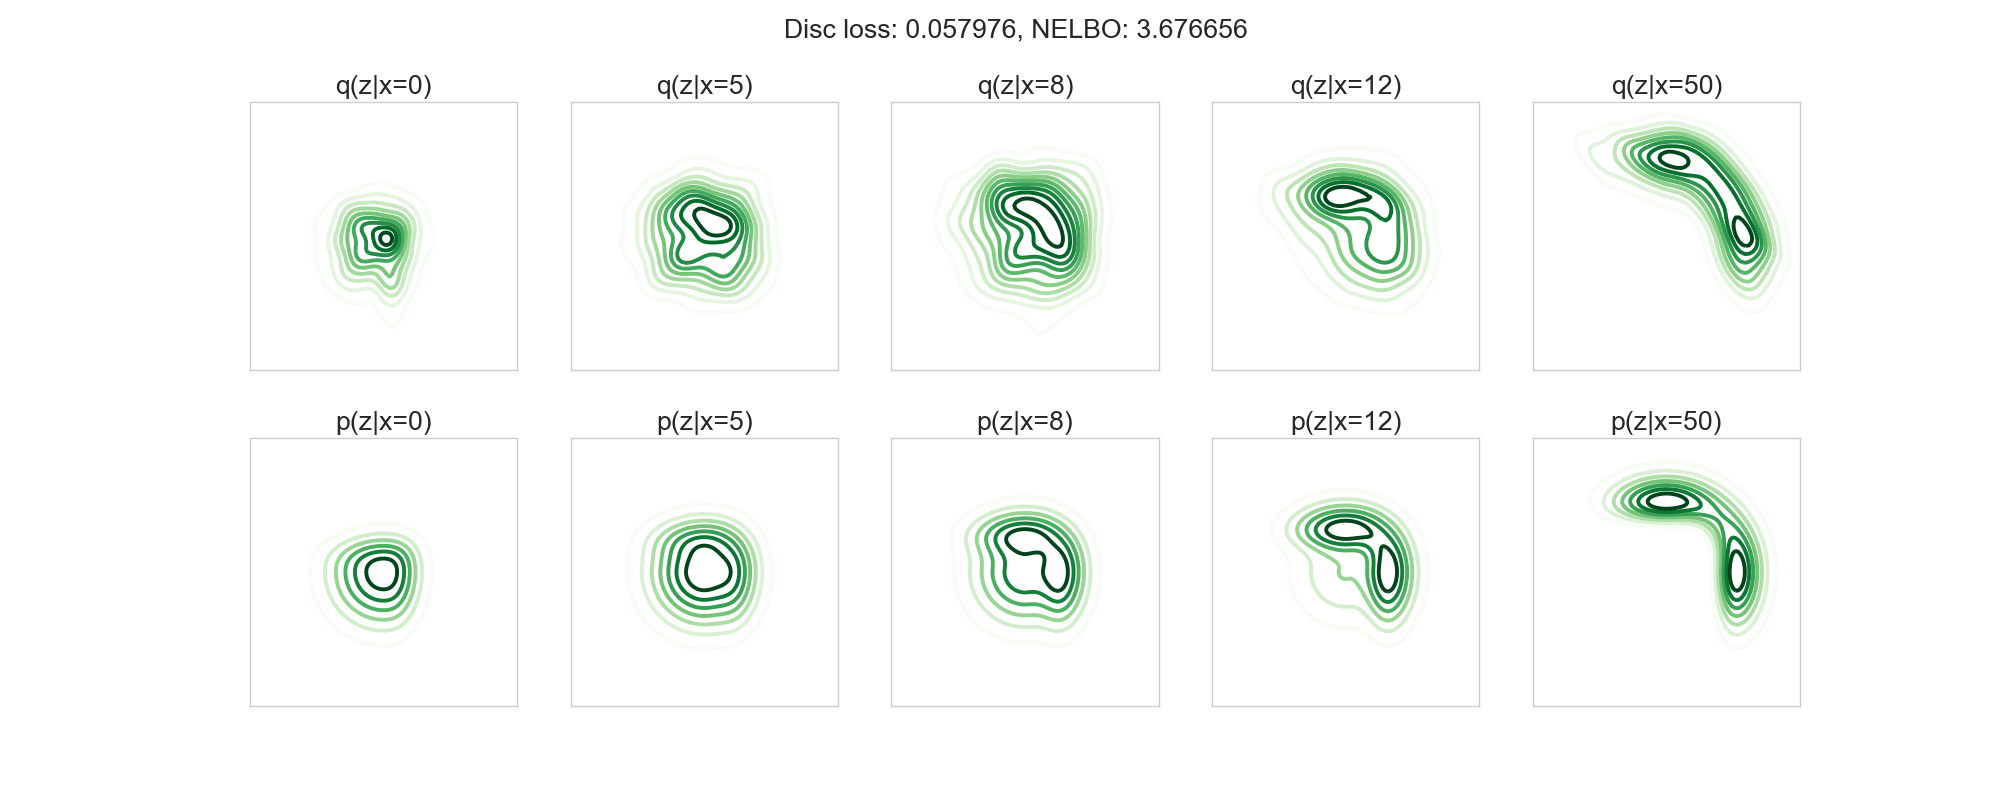 Disc loss: 0.057976, NELBO: 3.676656
q(z|x=0) q(z|x=5) q(z|x=8) q(z|x=12) q(z|x=50)
p(z|x=0) p(z|x=5) p(z|x=8) p(z|x=12) p(z|x=50)